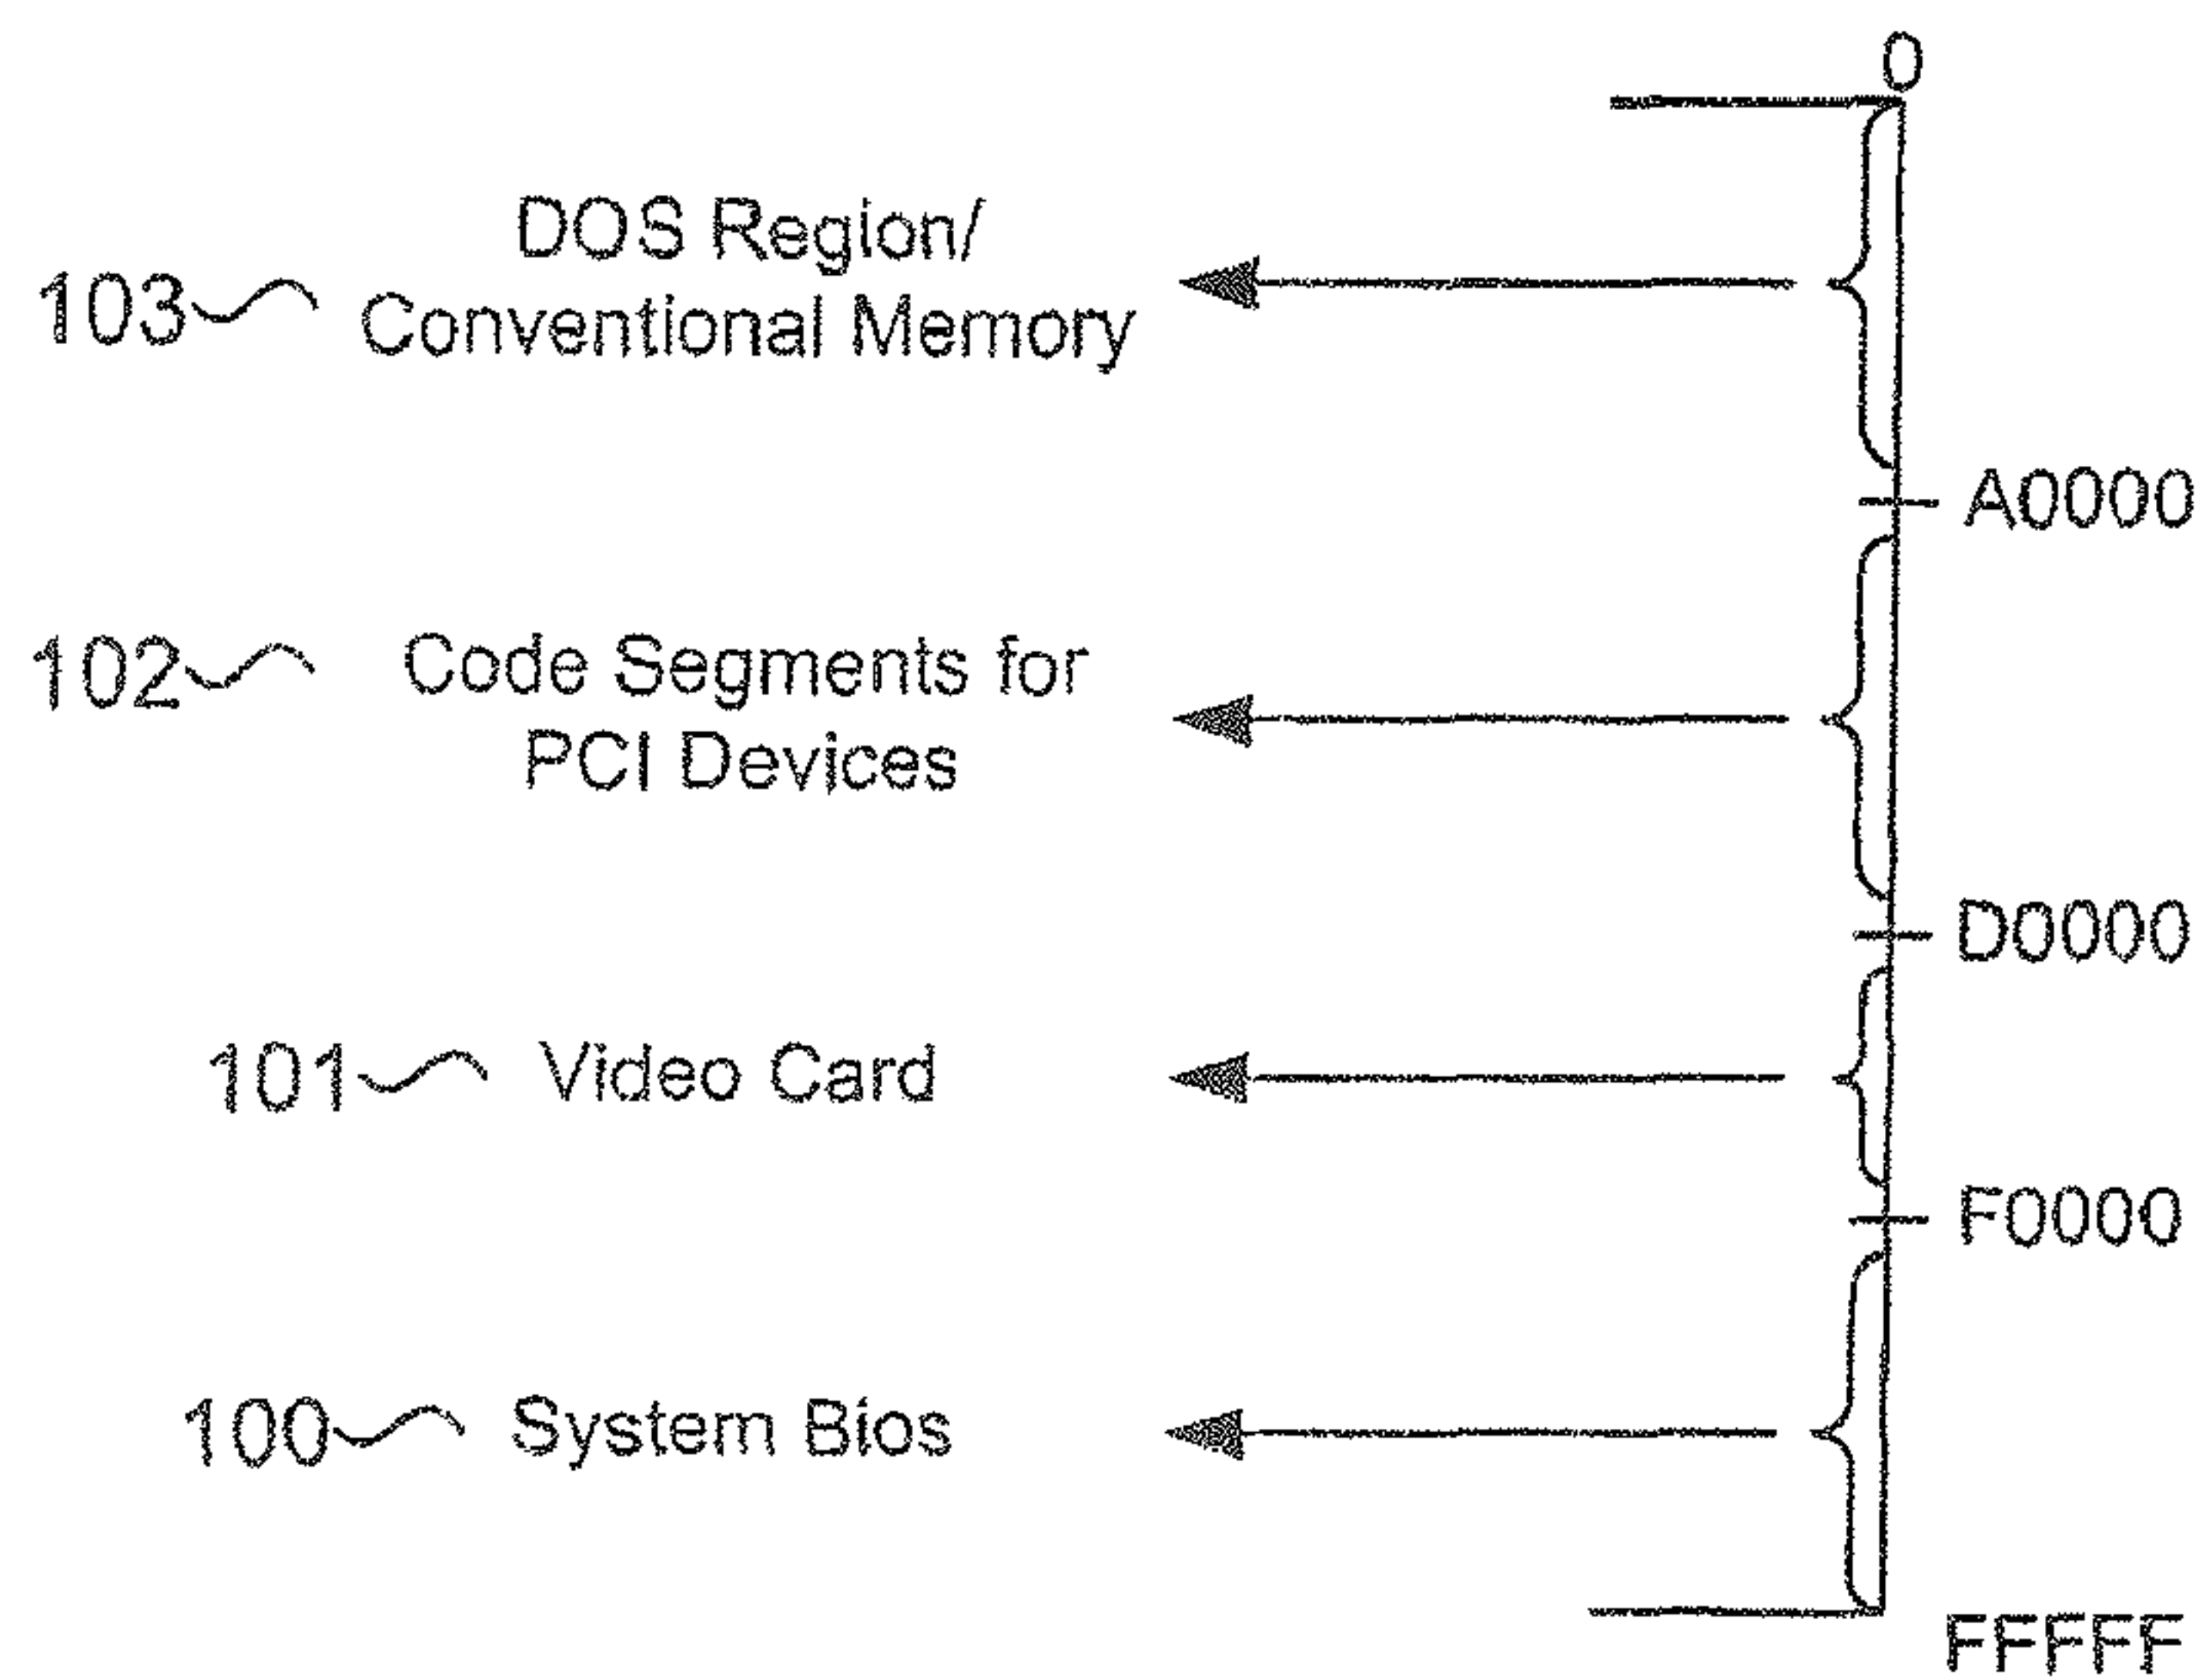 0
DOS Region/
103 Conventional Memory
A0000
102 Code Segments for
PCI Devices
D0000
101 Video Card
F0000
100 System Bios
FFFFF